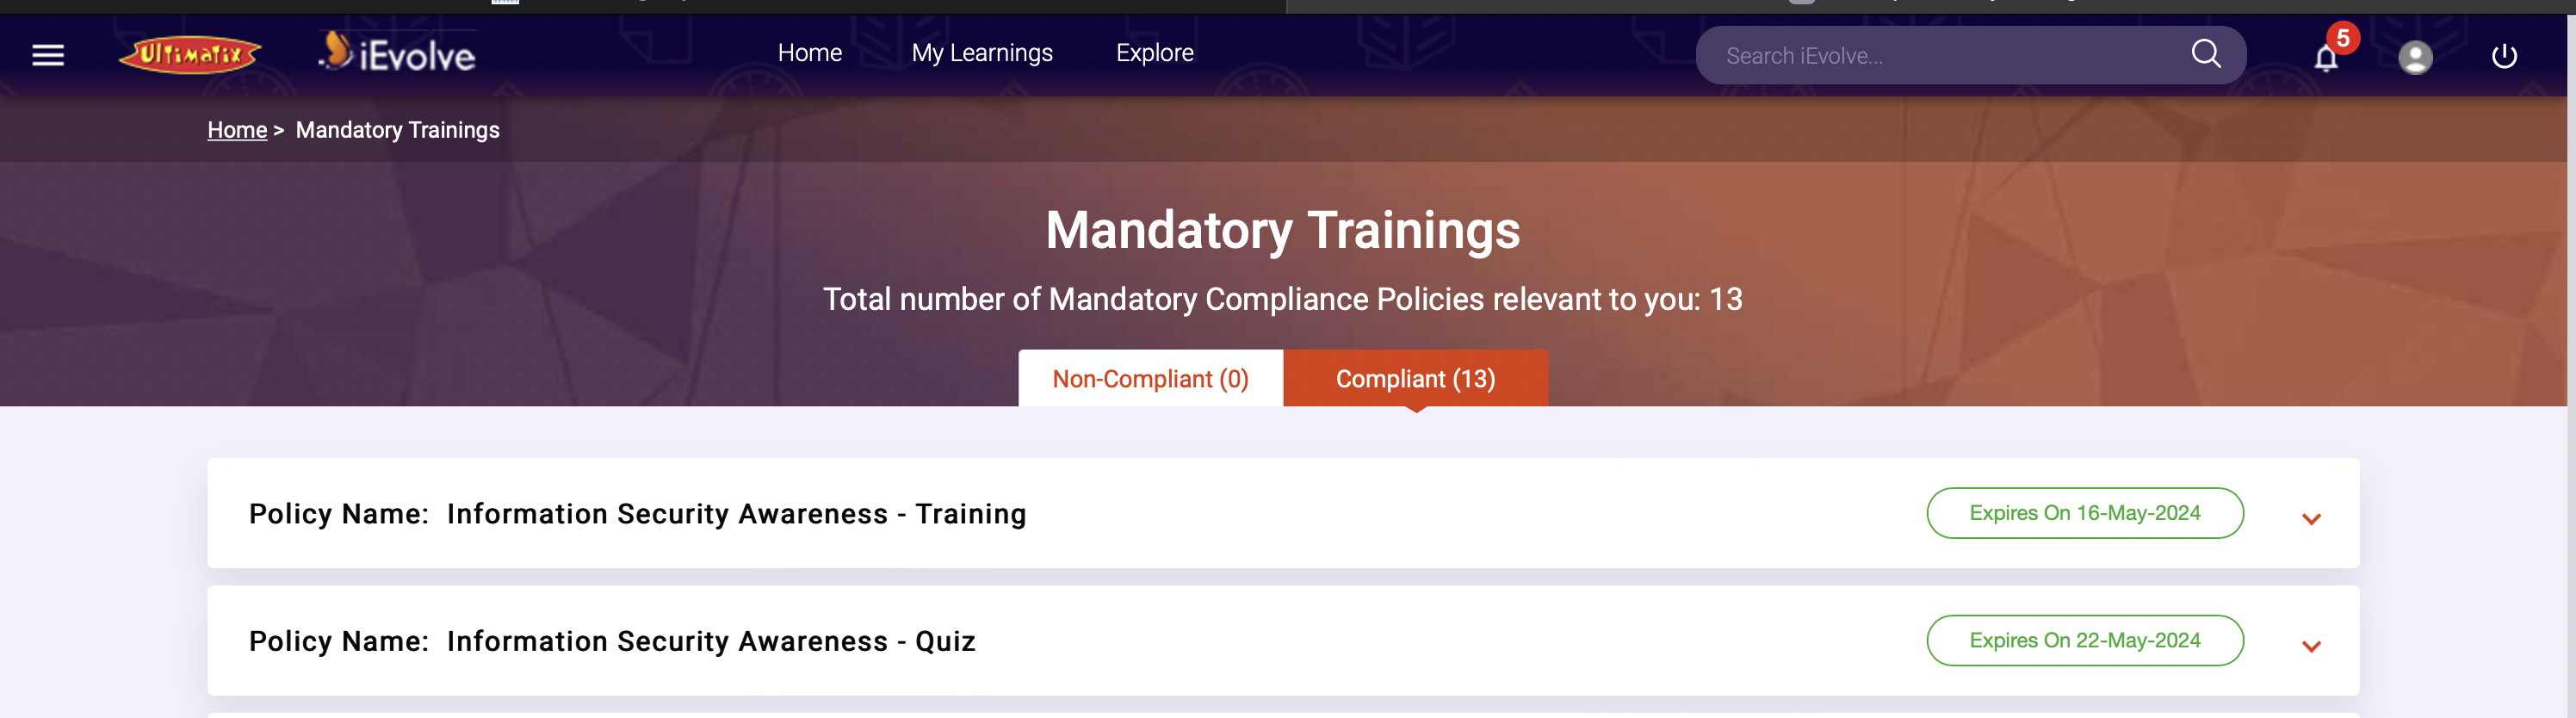 Ultimatix iEvolve Home My Learnings Explore Search iEvolve... 5
Home > Mandatory Trainings
Mandatory Trainings
Total number of Mandatory Compliance Policies relevant to you: 13
Non-Compliant (0) Compliant (13)
Policy Name: Information Security Awareness - Training Expires On 16-May-2024
Policy Name: Information Security Awareness - Quiz Expires On 22-May-2024